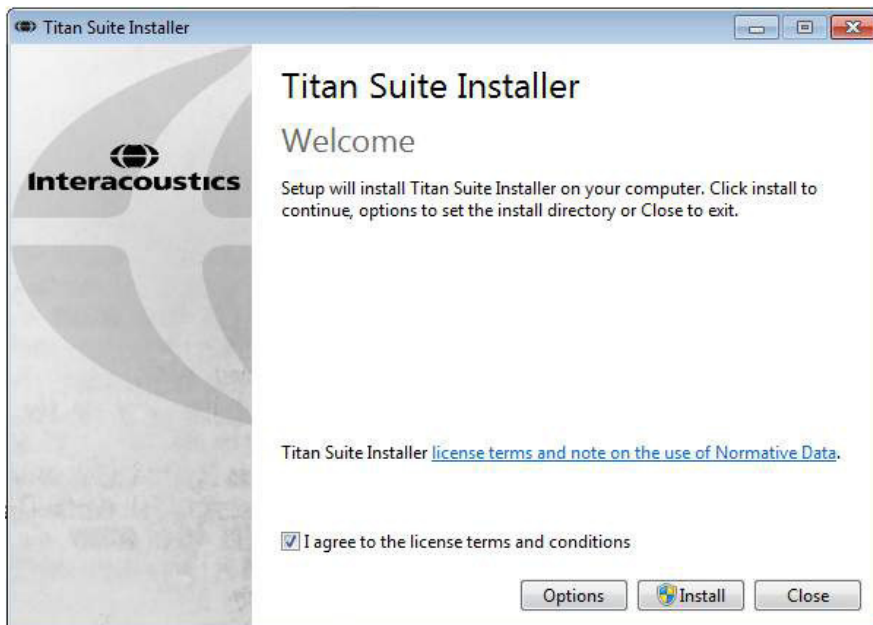 Titan Suite Installer
Interacoustics
Titan Suite Installer
Welcome
Setup will install Titan Suite Installer on your computer. Click install to
continue, options to set the install directory or Close to exit.
Titan Suite Installer license terms and note on the use of Normative Data.
I agree to the license terms and conditions
Options
Install
Close